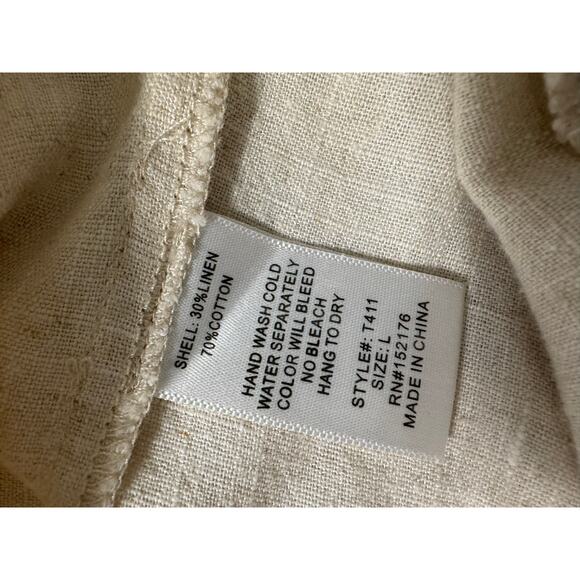 SHELL: 30%LINEN
70%COTTON
HAND WASH COLD
WATER SEPARATELY
COLOR WILL BLEED
NO BLEACH
HANG TO DRY
STYLE#: T411
SIZE: L
RN#152176
MADE IN CHINA